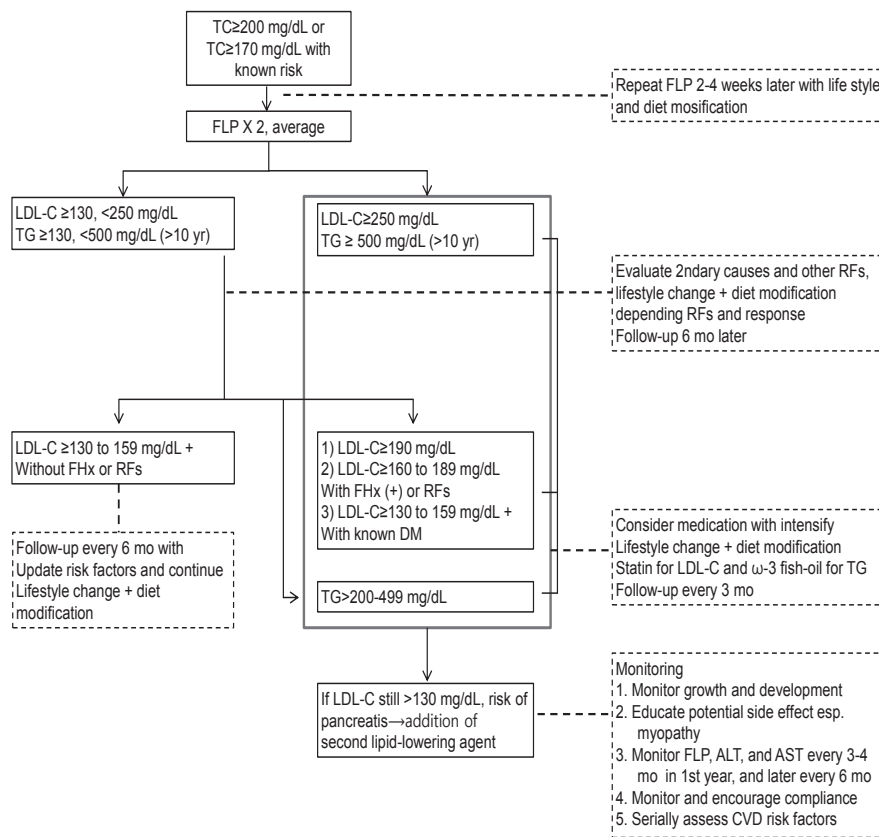 TC≥200 mg/dL or
TC≥170 mg/dL with
known risk
Repeat FLP 2-4 weeks later with life style
and diet mosification
FLP X 2, average
LDL-C ≥130, <250 mg/dL
TG ≥130, <500 mg/dL (>10 yr)
LDL-C≥250 mg/dL
TG ≥ 500 mg/dL (>10 yr)
Evaluate 2ndary causes and other RFs,
lifestyle change + diet modification
depending RFs and response
Follow-up 6 mo later
LDL-C ≥130 to 159 mg/dL +
Without FHx or RFs
1) LDL-C≥190 mg/dL
2) LDL-C≥160 to 189 mg/dL
With FHx (+) or RFs
3) LDL-C≥130 to 159 mg/dL +
With known DM
Follow-up every 6 mo with
Update risk factors and continue
Lifestyle change + diet
modification
Consider medication with intensify
Lifestyle change + diet modification
Statin for LDL-C and ω-3 fish-oil for TG
Follow-up every 3 mo
TG>200-499 mg/dL
If LDL-C still >130 mg/dL, risk of
pancreatis→addition of
second lipid-lowering agent
Monitoring
1. Monitor growth and development
2. Educate potential side effect esp.
myopathy
3. Monitor FLP, ALT, and AST every 3-4
mo in 1st year, and later every 6 mo
4. Monitor and encourage compliance
5. Serially assess CVD risk factors